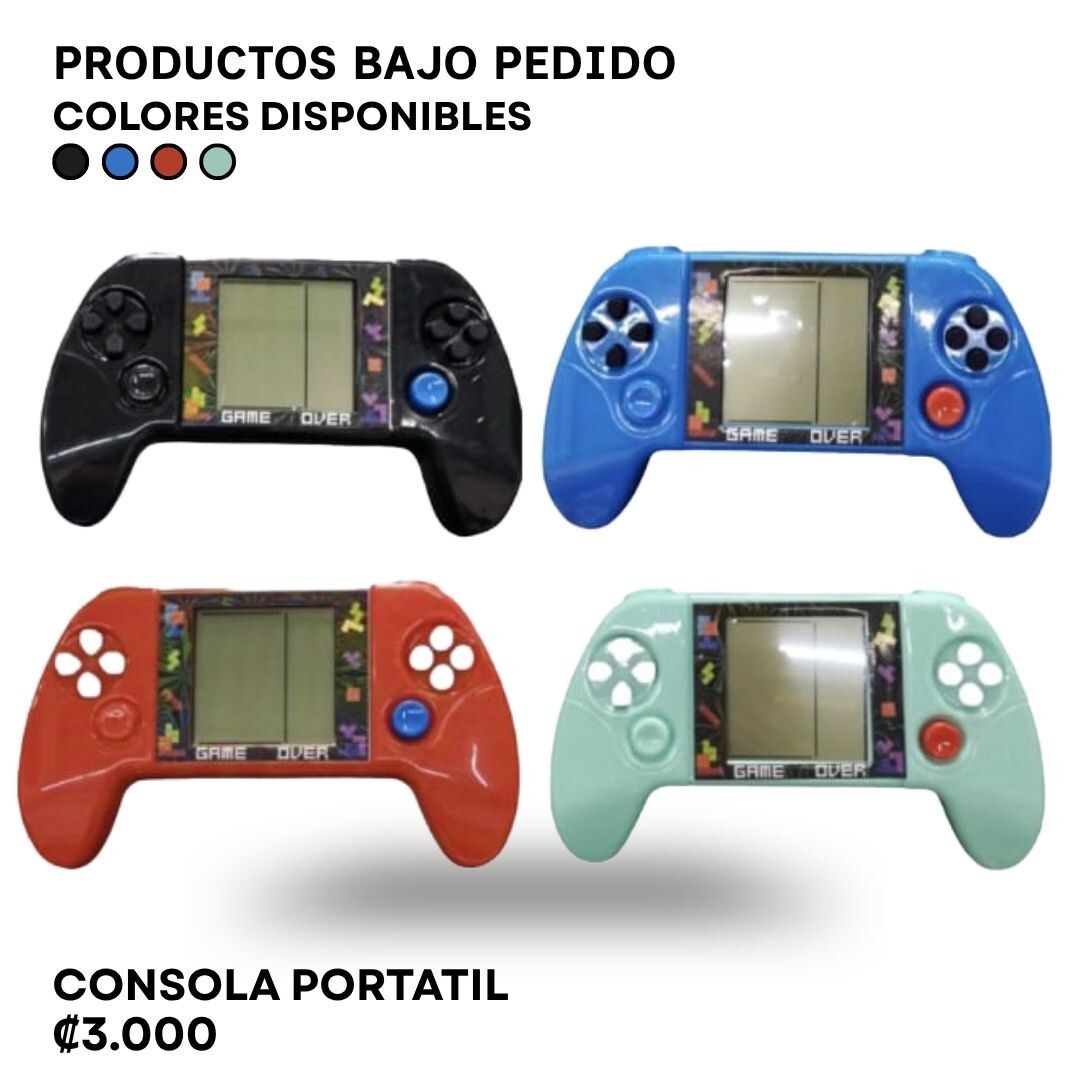 PRODUCTOS BAJO PEDIDO
COLORES DISPONIBLES
GAME OVER
GAME OVER
GAME OVER
GAME OVER
CONSOLA PORTATIL
₡3.000